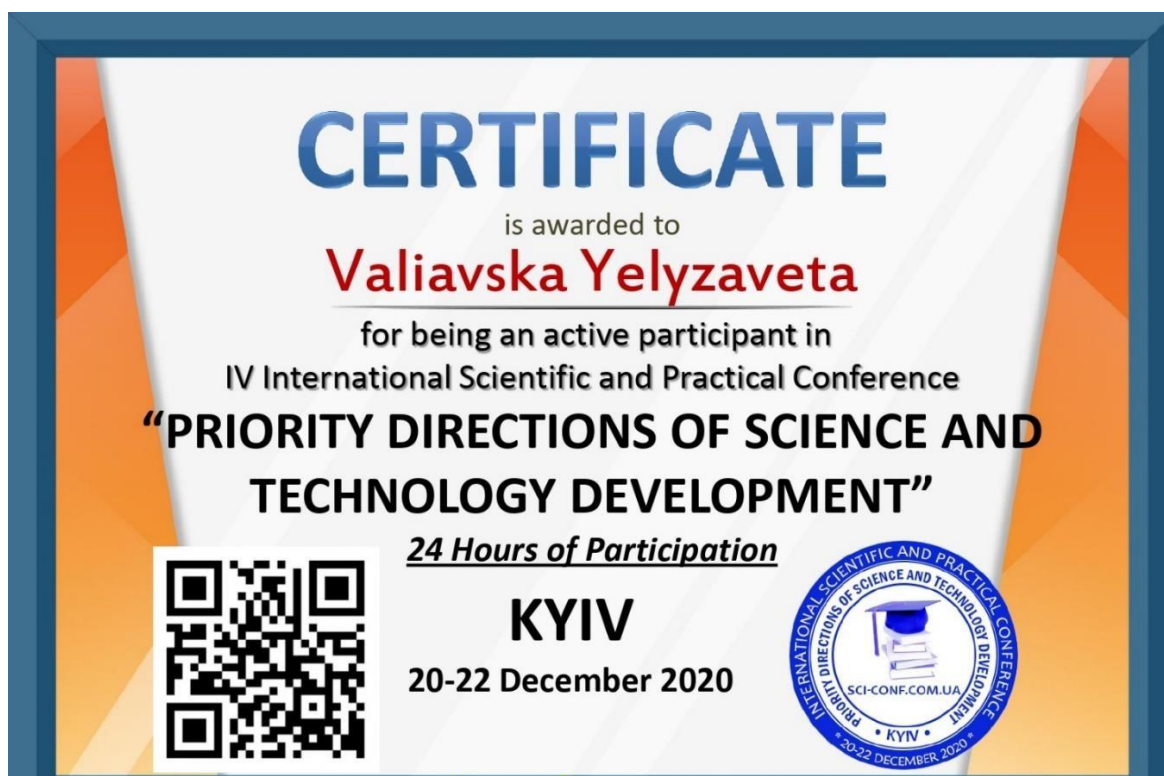 CERTIFICATE
is awarded to
Valiavska Yelyzaveta
for being an active participant in
IV International Scientific and Practical Conference
“PRIORITY DIRECTIONS OF SCIENCE AND
TECHNOLOGY DEVELOPMENT”
24 Hours of Participation
KYIV
20-22 December 2020
INTERNATIONAL SCIENTIFIC AND PRACTICAL CONFERENCE
PRIORITY DIRECTIONS OF SCIENCE AND TECHNOLOGY DEVELOPMENT
SCI-CONF.COM.UA
• KYIV •
* 20-22 DECEMBER 2020 *